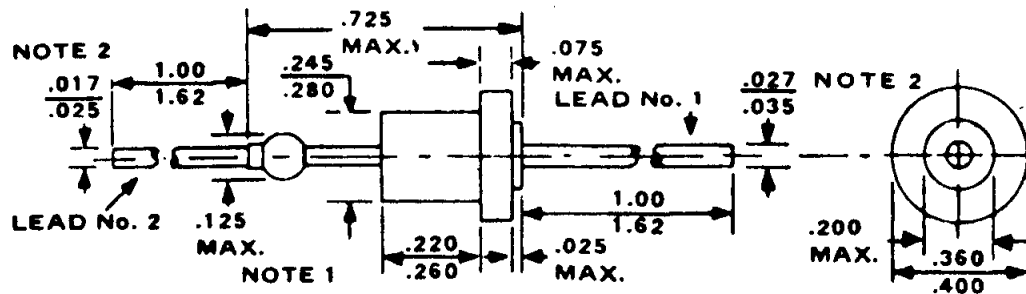 .725
MAX.
NOTE 2
1.00
1.62
.017
.025
.245
.280
.075
MAX.
LEAD No. 1
.027
.035
NOTE 2
LEAD No. 2
.125
MAX.
NOTE 1
.220
.260
.025
MAX.
1.00
1.62
.200
MAX.
.360
.400